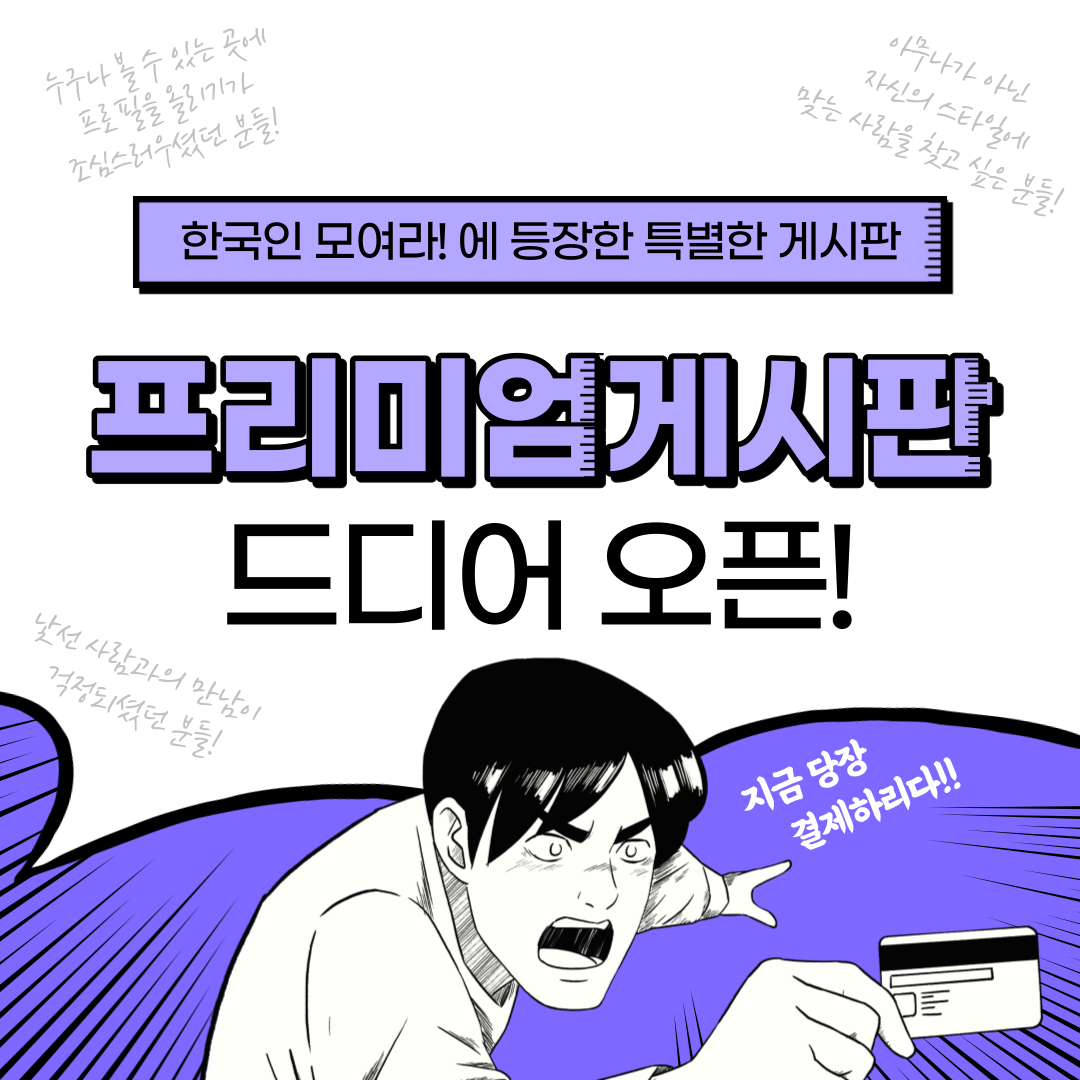 누구나 볼 수 있는 곳에
프로필을 올리기가
조심스러우셨던 분들!
아무나가 아닌
자신의 스타일에
맞는 사람을 찾고 싶은 분들!
한국인 모여라! 에 등장한 특별한 게시판
프리미엄게시판
드디어 오픈!
낯선 사람과의 만남이
걱정되셨던 분들!
지금 당장
결제하리다!!